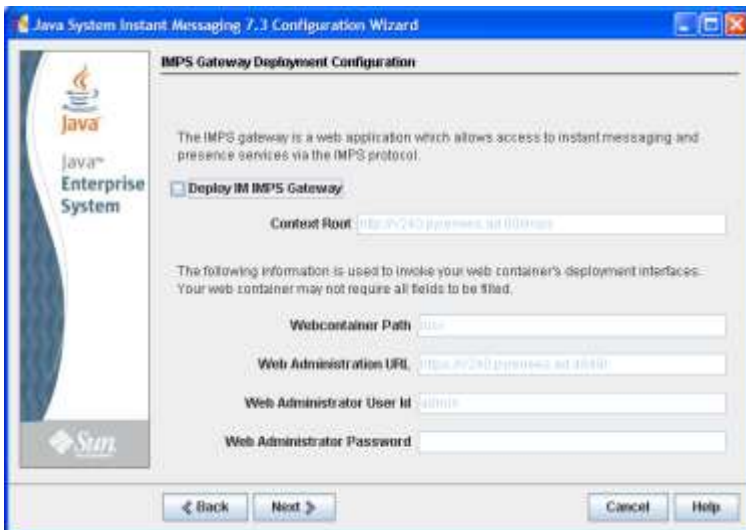 Java System Instant Messaging 7.3 Configuration Wizard
IMPS Gateway Deployment Configuration
Java
Java™
Enterprise
System
The IMPS gateway is a web application which allows access to instant messaging and
presence services via the IMPS protocol.
Deploy IM IMPS Gateway
Context Root
The following information is used to invoke your web container's deployment interfaces.
Your web container may not require all fields to be filled.
Webcontainer Path
Web Administration URL
Web Administrator User Id admin
Web Administrator Password
Sun
Back Next Cancel Help